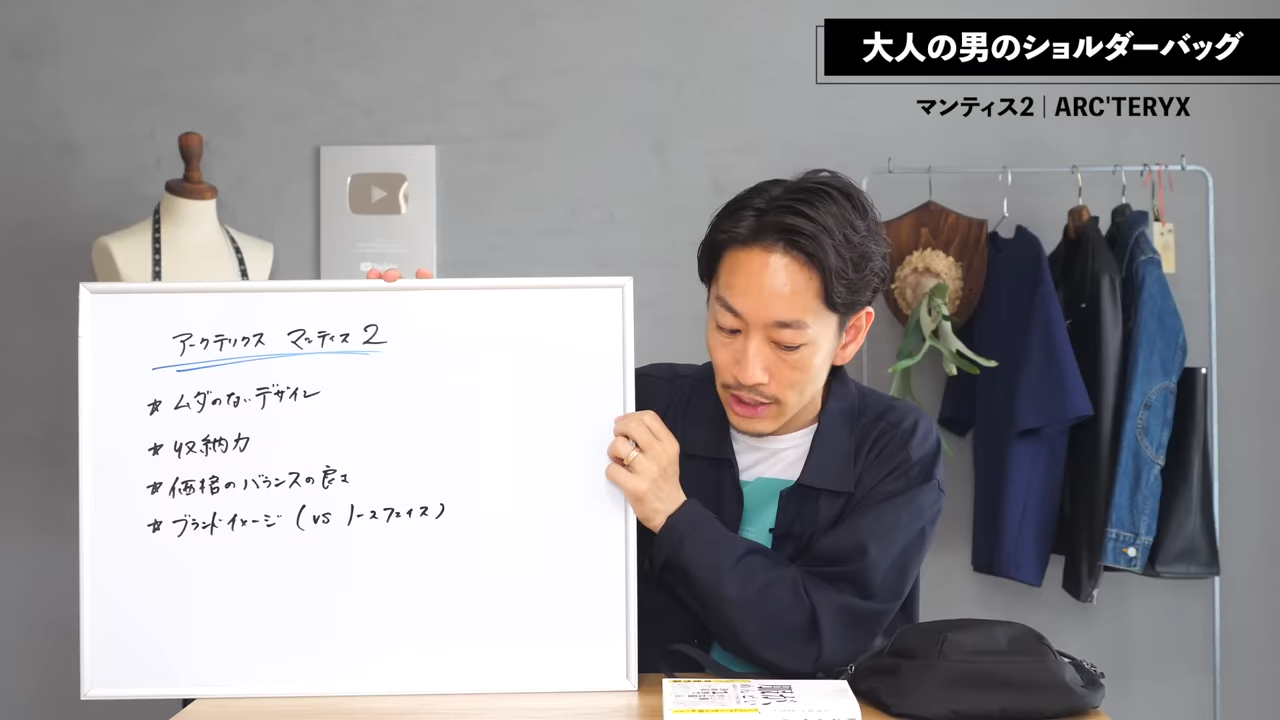 大人の男のショルダーバッグ
マンティス2 | ARC'TERYX
アークテリクス マンティス2
☆ ムダのないデザイン
☆ 収納力
☆ 価格のバランスの良さ
☆ ブランドイメージ (vs ノースフェイス)